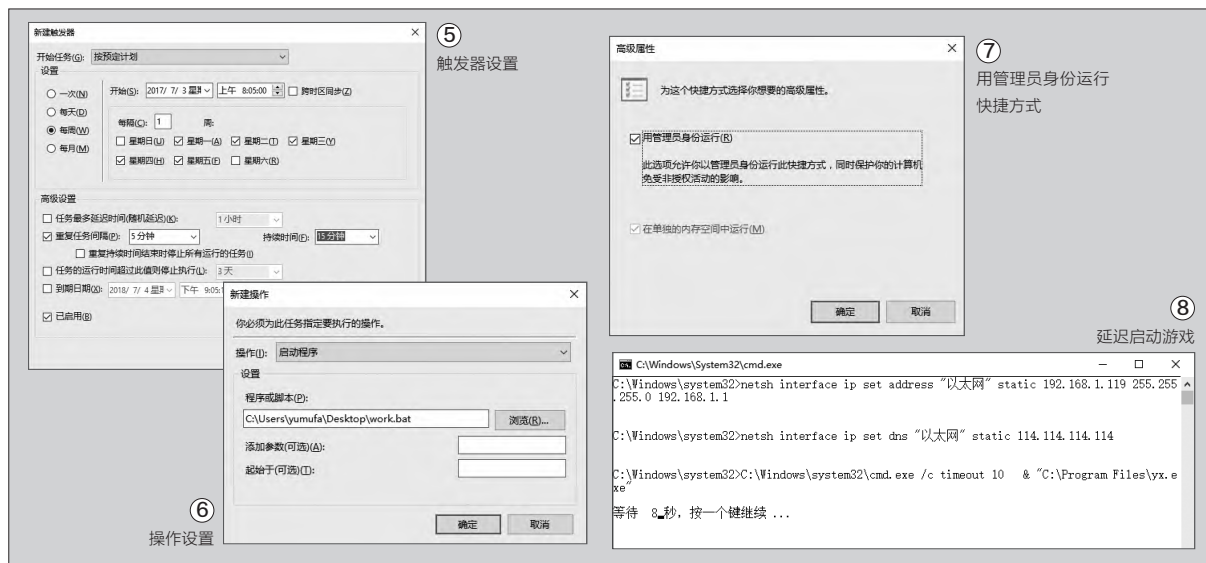 新建触发器
开始任务(G): 按预定计划
设置
一次(N)
每天(D)
每周(W)
每月(M)
开始(S): 2017/ 7/ 3 上午 8:05:00 跨时区同步(Z)
每隔(C): 1 周:
星期日(U) 星期一(A) 星期二(T) 星期三(Y)
星期四(H) 星期五(F) 星期六(R)
高级设置
任务最多延迟时间(随机延迟)(K): 1小时
重复任务间隔(P): 5分钟 持续时间(F): 15分钟
重复持续时间结束时停止所有运行的任务(I)
任务的运行时间超过此值则停止执行(L): 3天
到期日期(X): 2018/ 7/ 4 下午 9:05:
已启用(B)
⑤
触发器设置
新建操作
你必须为此任务指定要执行的操作。
操作(I): 启动程序
设置
程序或脚本(P):
C:\Users\yumufa\Desktop\work.bat 浏览(R)...
添加参数(可选)(A):
起始于(可选)(T):
确定 取消
⑥
操作设置
高级属性
为这个快捷方式选择你想要的高级属性。
用管理员身份运行(R)
此选项允许你以管理员身份运行此快捷方式，同时保护你的计算机
免受非授权活动的影响。
在单独的内存空间中运行(M)
确定 取消
⑦
用管理员身份运行
快捷方式
⑧
延迟启动游戏
C:\Windows\System32\cmd.exe
C:\Windows\system32>netsh interface ip set address "以太网" static 192.168.1.119 255.255
.255.0 192.168.1.1
C:\Windows\system32>netsh interface ip set dns "以太网" static 114.114.114.114
C:\Windows\system32>C:\Windows\system32\cmd.exe /c timeout 10 & "C:\Program Files\yx.e
xe"
等待 8 秒，按一个键继续 ...